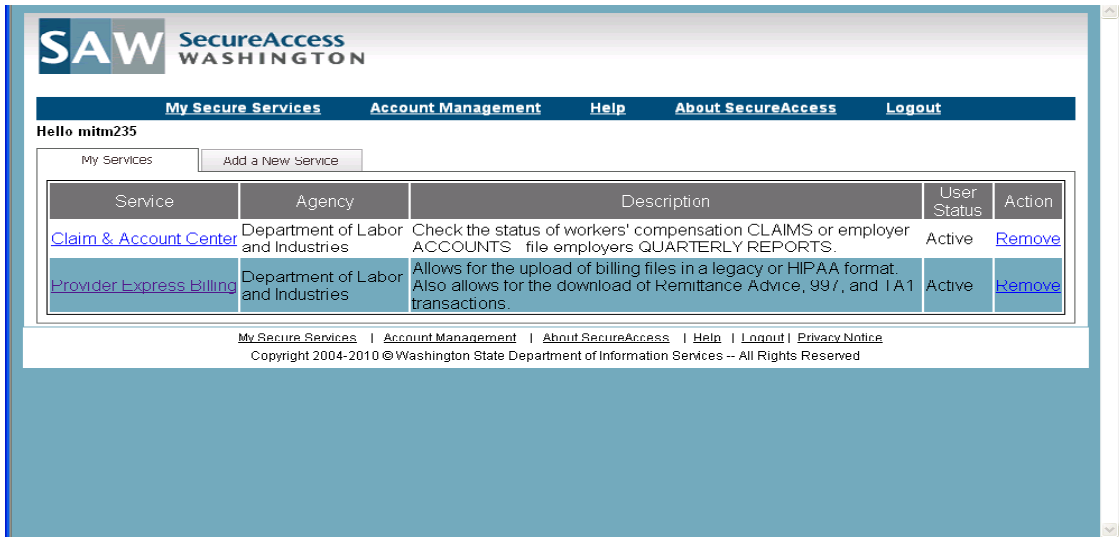 SAW SecureAccess
WASHINGTON
My Secure Services Account Management Help About SecureAccess Logout
Hello mitm235
My Services Add a New Service
Service Agency Description User Status Action
Claim & Account Center Department of Labor and Industries Check the status of workers' compensation CLAIMS or employer ACCOUNTS file employers QUARTERLY REPORTS. Active Remove
Provider Express Billing Department of Labor and Industries Allows for the upload of billing files in a legacy or HIPAA format. Also allows for the download of Remittance Advice, 997, and TA1 transactions. Active Remove
My Secure Services | Account Management | About SecureAccess | Help | Logout | Privacy Notice
Copyright 2004-2010 © Washington State Department of Information Services -- All Rights Reserved